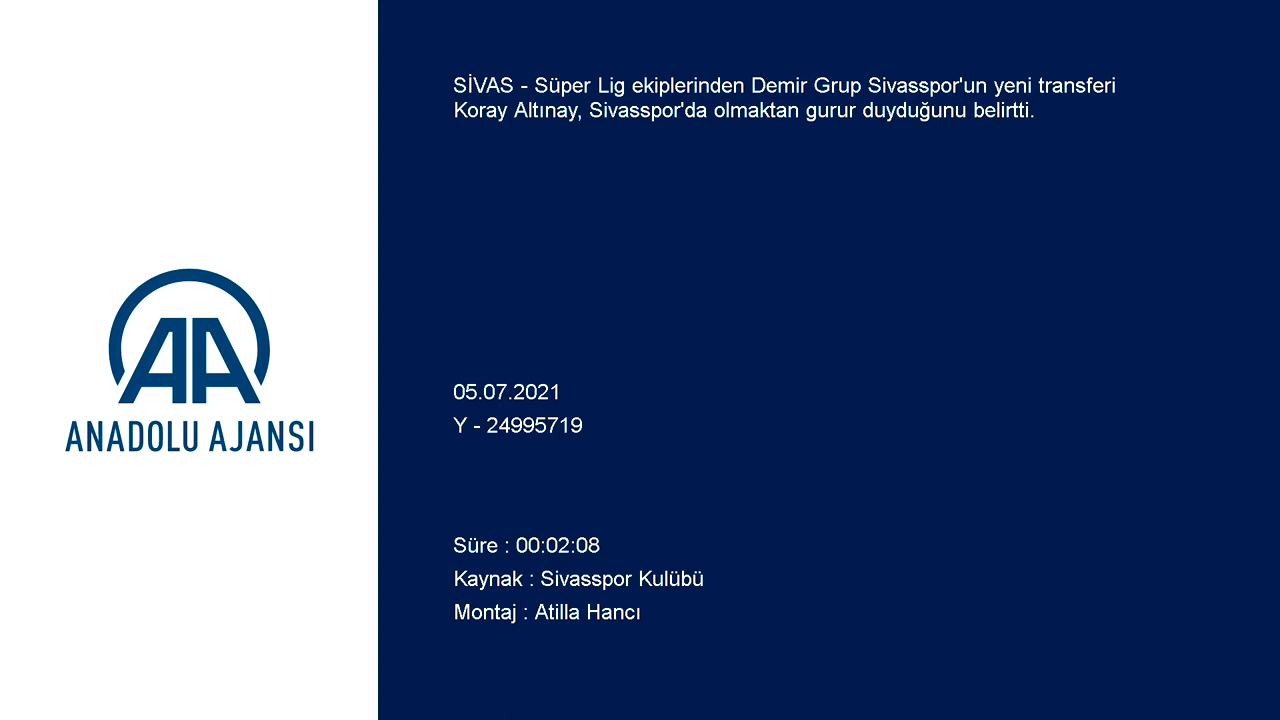 SİVAS - Süper Lig ekiplerinden Demir Grup Sivasspor'un yeni transferi
Koray Altınay, Sivasspor'da olmaktan gurur duyduğunu belirtti.
AA
ANADOLU AJANSI
05.07.2021
Y - 24995719
Süre : 00:02:08
Kaynak : Sivasspor Kulübü
Montaj : Atilla Hancı